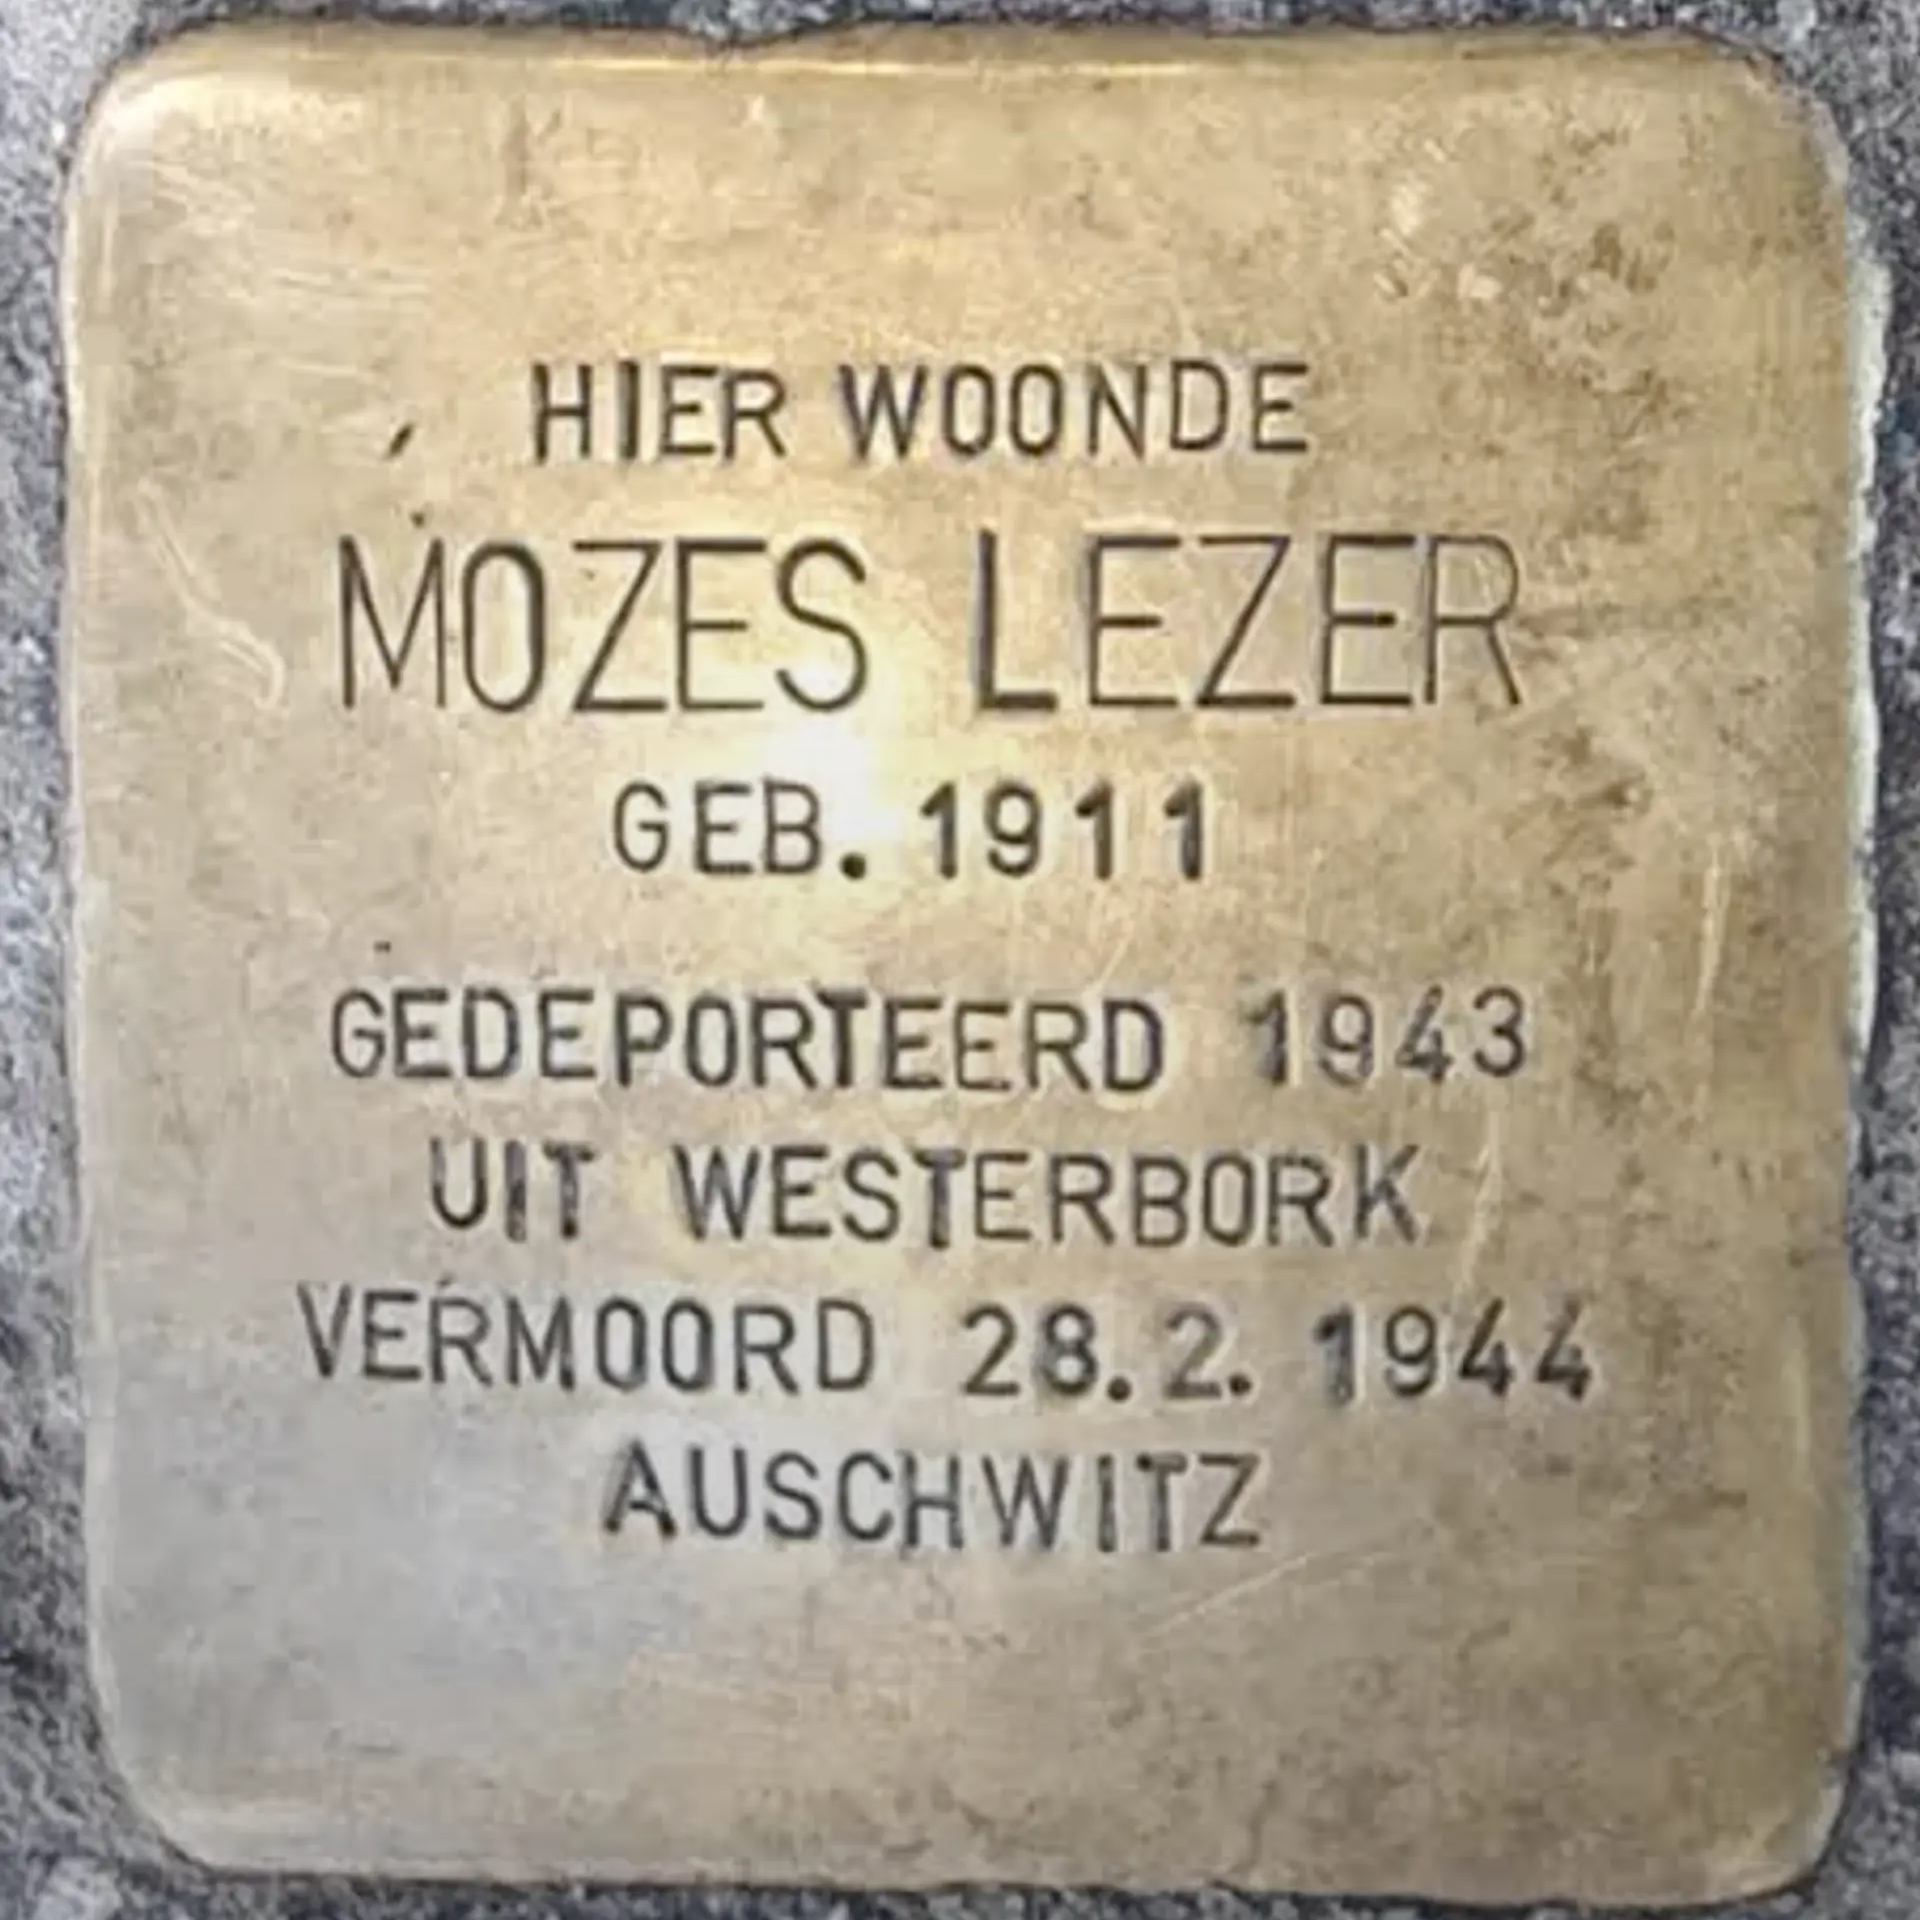 HIER WOONDE
MOZES LEZER
GEB. 1911
GEDEPORTEERD 1943
UIT WESTERBORK
VERMOORD 28.2.1944
AUSCHWITZ